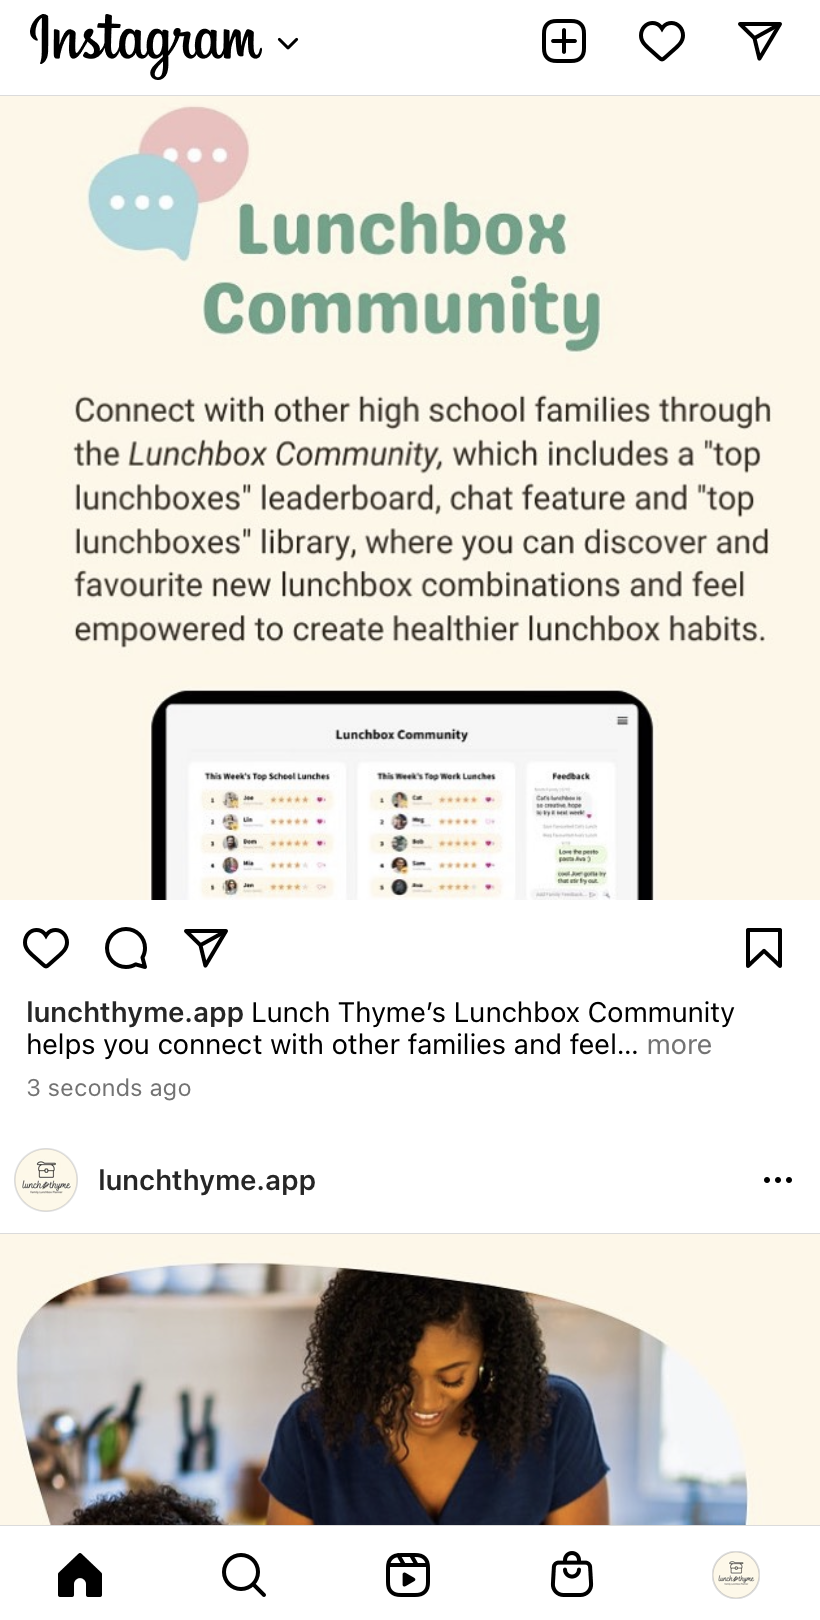 Instagram
Lunchbox
Community
Connect with other high school families through
the Lunchbox Community, which includes a "top
lunchboxes" leaderboard, chat feature and "top
lunchboxes" library, where you can discover and
favourite new lunchbox combinations and feel
empowered to create healthier lunchbox habits.
Lunchbox Community
This Week's Top School Lunches
1 Joe
2 Lin
3 Dom
4 Mia
5 Jan
This Week's Top Work Lunches
1 Cat
2 Meg
3 Bob
4 Sam
5 Ava
Feedback
Cat's lunchbox is
so creative, hope
to try it next week!
Love the pesto
pasta Ava :)
cool Joe! gotta try
that stir fry out.
lunchthyme.app Lunch Thyme’s Lunchbox Community
helps you connect with other families and feel... more
3 seconds ago
lunch thyme
lunchthyme.app
lunch thyme